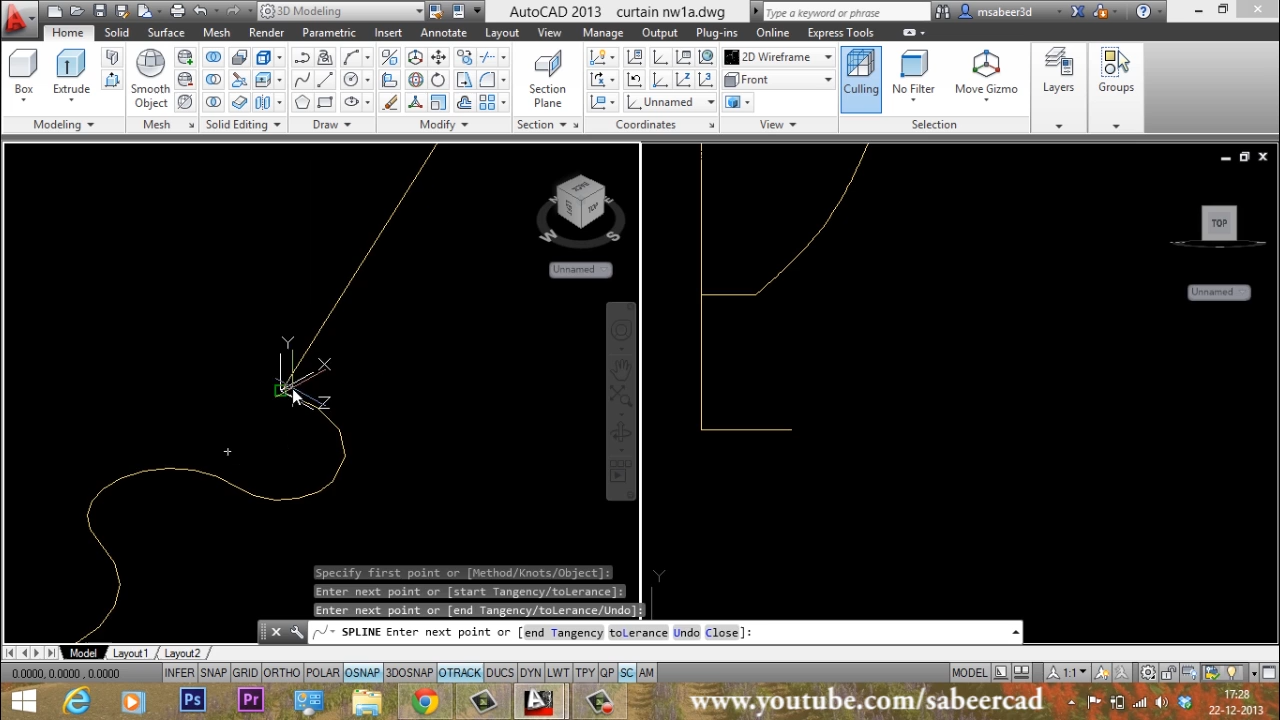 3D Modeling AutoCAD 2013 curtain nw1a.dwg Type a keyword or phrase msabeer3d
Home Solid Surface Mesh Render Parametric Insert Annotate Layout View Manage Output Plug-ins Online Express Tools
2D Wireframe
Front
Unnamed
Box Extrude Smooth Object Section Plane Culling No Filter Move Gizmo Layers Groups
Modeling Mesh Solid Editing Draw Modify Section Coordinates View Selection
TOP
LEFT
BACK
TOP
W S
Unnamed
Unnamed
Y
X
Z
Y
Specify first point or [Method/Knots/Object]:
Enter next point or [start Tangency/toLerance]:
Enter next point or [end Tangency/toLerance/Undo]:
SPLINE Enter next point or [end Tangency toLerance Undo Close]:
Model Layout1 Layout2
0.0000, 0.0000, 0.0000 INFER SNAP GRID ORTHO POLAR OSNAP 3DOSNAP OTRACK DUCS DYN LWT TPY QP SC AM MODEL 1:1
Ps Pr www.youtube.com/sabeercad 17:28
22-12-2013